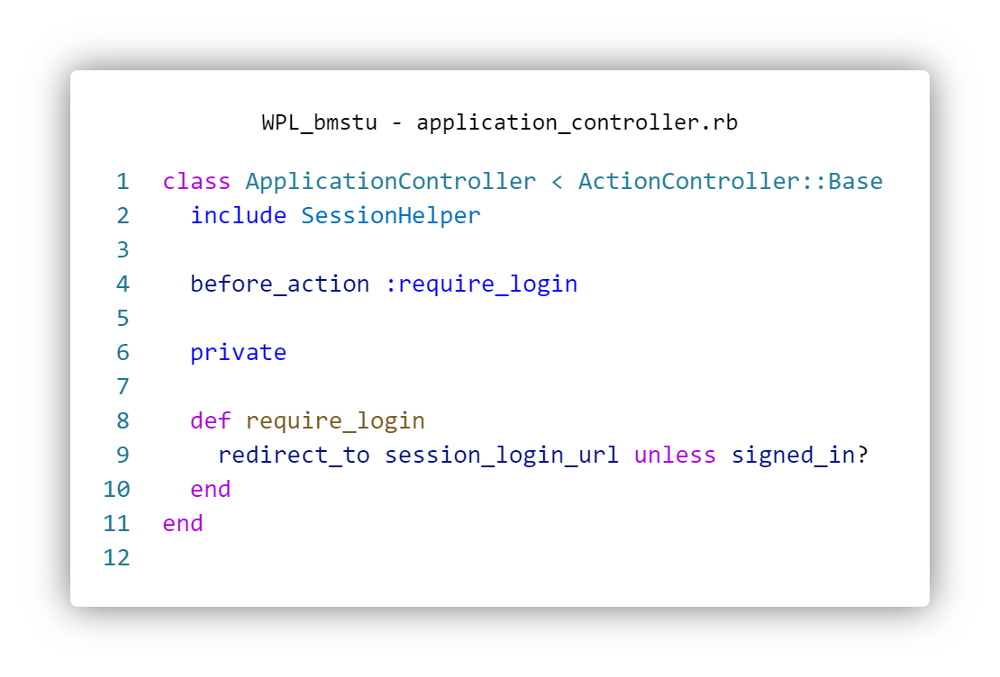 WPL_bmstu - application_controller.rb
1 class ApplicationController < ActionController::Base
2   include SessionHelper
3
4   before_action :require_login
5
6   private
7
8   def require_login
9     redirect_to session_login_url unless signed_in?
10   end
11 end
12